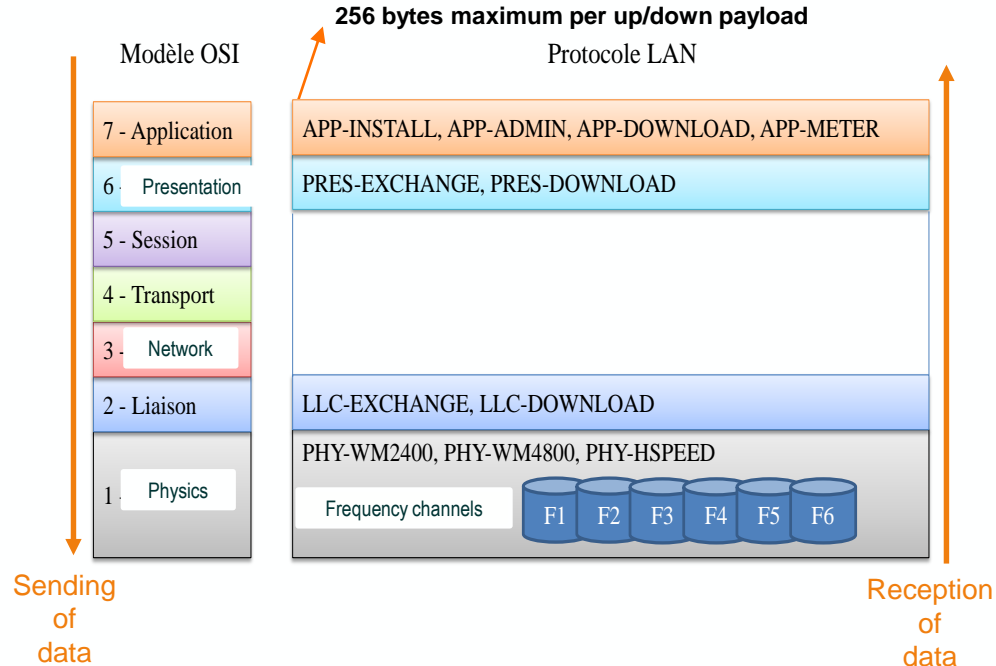 256 bytes maximum per up/down payload
Modèle OSI
Protocole LAN
7 - Application
APP-INSTALL, APP-ADMIN, APP-DOWNLOAD, APP-METER
6 - Presentation
PRES-EXCHANGE, PRES-DOWNLOAD
5 - Session
4 - Transport
3 - Network
2 - Liaison
LLC-EXCHANGE, LLC-DOWNLOAD
PHY-WM2400, PHY-WM4800, PHY-HSPEED
1 - Physics
Frequency channels
F1 F2 F3 F4 F5 F6
Sending
of
data
Reception
of
data